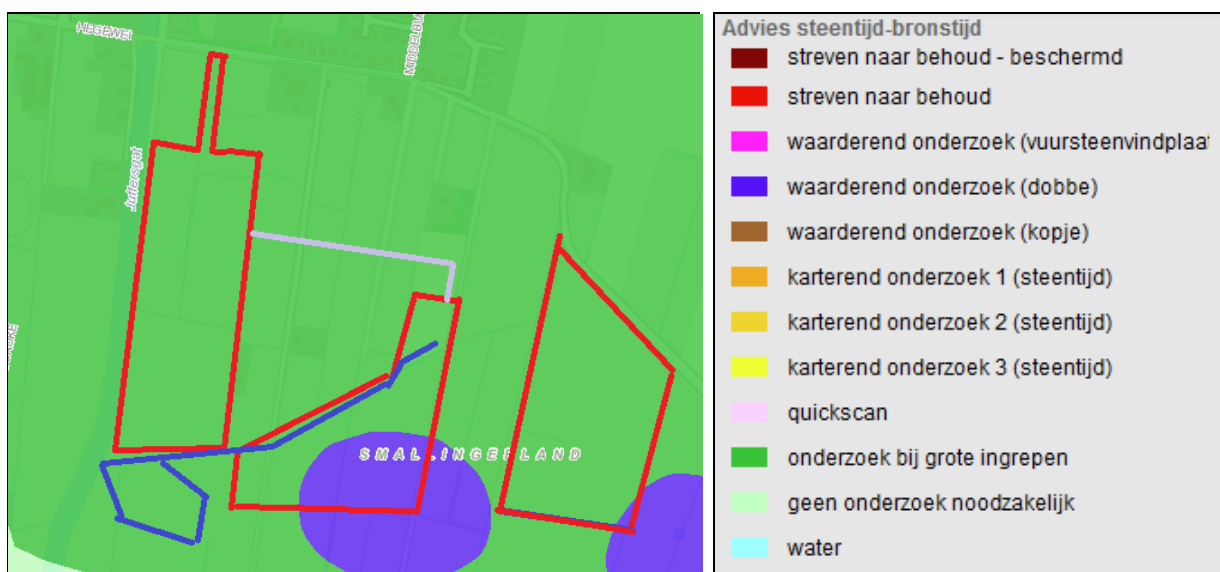 HEGEWEI
MIDDELBU
Juffersgat
SMALLINGERLAND
Advies steentijd-bronstijd
streven naar behoud - beschermd
streven naar behoud
waarderend onderzoek (vuursteenvindplaat
waarderend onderzoek (dobbe)
waarderend onderzoek (kopje)
karterend onderzoek 1 (steentijd)
karterend onderzoek 2 (steentijd)
karterend onderzoek 3 (steentijd)
quickscan
onderzoek bij grote ingrepen
geen onderzoek noodzakelijk
water